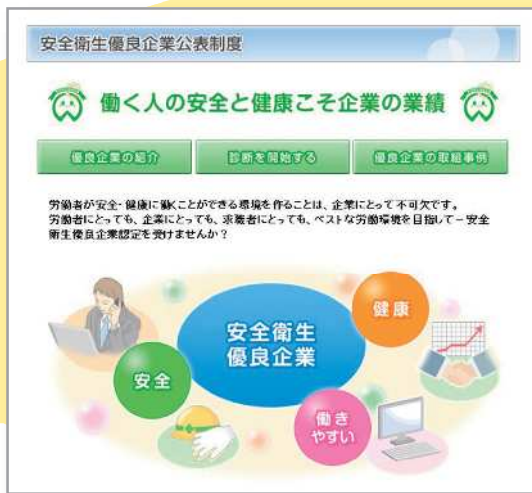 安全衛生優良企業公表制度
働く人の安全と健康こそ企業の業績
優良企業の紹介
診断を開始する
優良企業の取組事例
労働者が安全・健康に働くことができる環境を作ることは、企業にとって不可欠です。
労働者にとっても、企業にとっても、求職者にとっても、ベストな労働環境を目指して－安全
衛生優良企業認定を受けませんか？
安全衛生
優良企業
健康
安全
働き
やすい